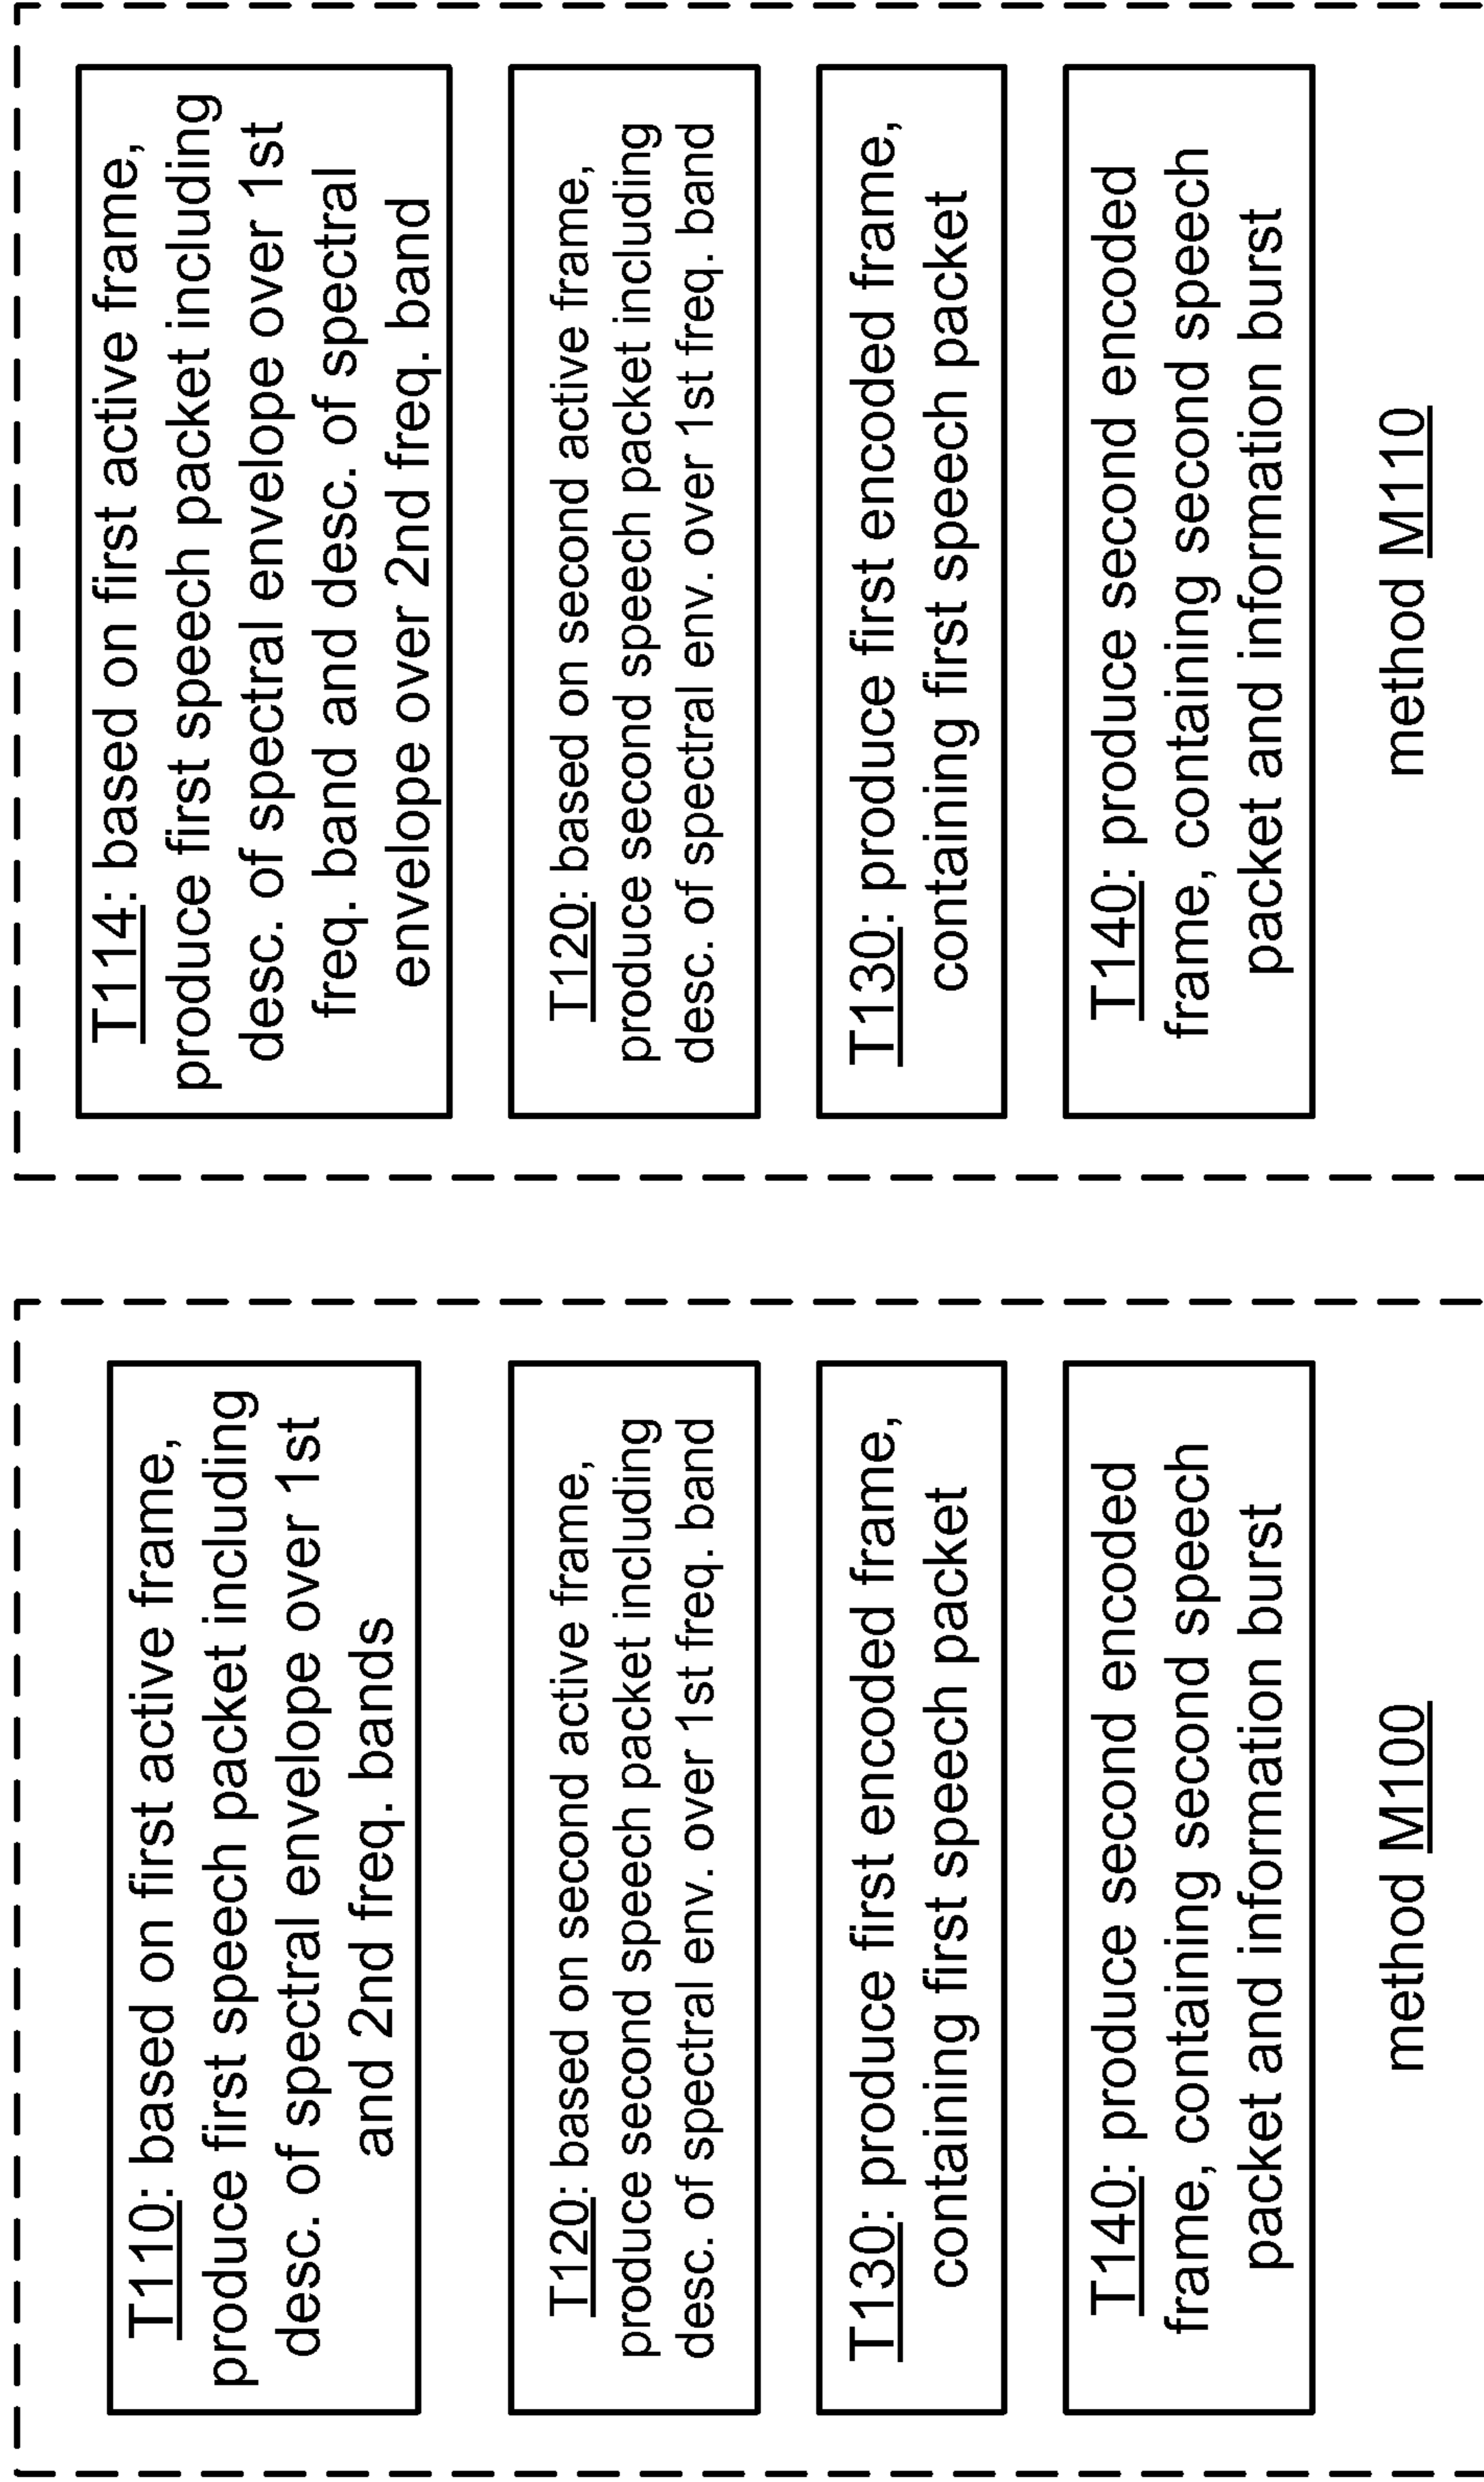 T110: based on first active frame,
produce first speech packet including
desc. of spectral envelope over 1st
and 2nd freq. bands
T120: based on second active frame,
produce second speech packet including
desc. of spectral env. over 1st freq. band
T130: produce first encoded frame,
containing first speech packet
T140: produce second encoded
frame, containing second speech
packet and information burst
method M100
T114: based on first active frame,
produce first speech packet including
desc. of spectral envelope over 1st
freq. band and desc. of spectral
envelope over 2nd freq. band
T120: based on second active frame,
produce second speech packet including
desc. of spectral env. over 1st freq. band
T130: produce first encoded frame,
containing first speech packet
T140: produce second encoded
frame, containing second speech
packet and information burst
method M110